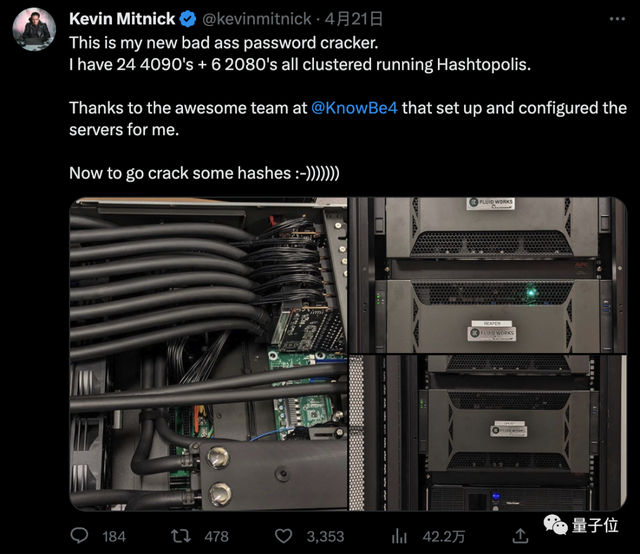 Kevin Mitnick @kevinmitnick · 4月21日
This is my new bad ass password cracker.
I have 24 4090's + 6 2080's all clustered running Hashtopolis.
Thanks to the awesome team at @KnowBe4 that set up and configured the
servers for me.
Now to go crack some hashes :-)))))))
FLUID WORKS
REAPER
FLUID WORKS
FLUID WORKS
184 478 3,353 42.2万
量子位